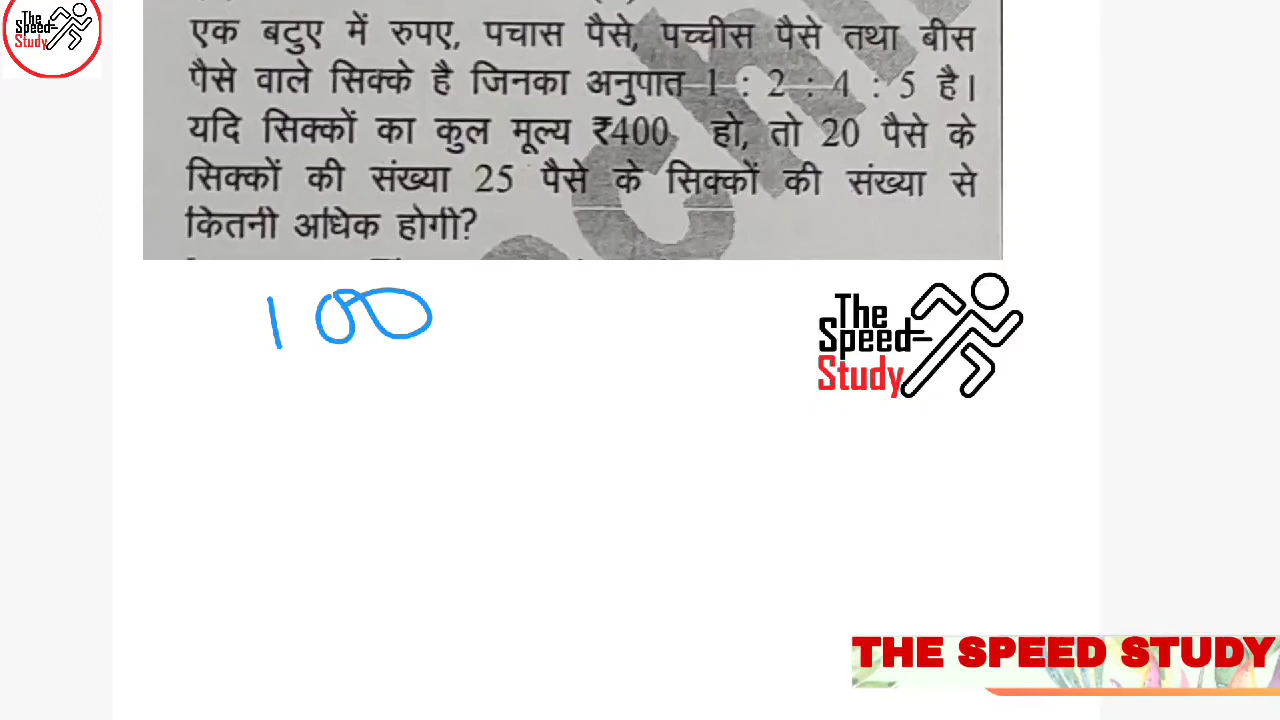 The
Speed-
Study
एक बटुए में रुपए, पचास पैसे, पच्चीस पैसे तथा बीस
पैसे वाले सिक्के है जिनका अनुपात 1 : 2 : 4 : 5 है।
यदि सिक्कों का कुल मूल्य ₹400 हो, तो 20 पैसे के
सिक्कों की संख्या 25 पैसे के सिक्कों की संख्या से
कितनी अधिक होगी?
100
The
Speed-
Study
THE SPEED STUDY